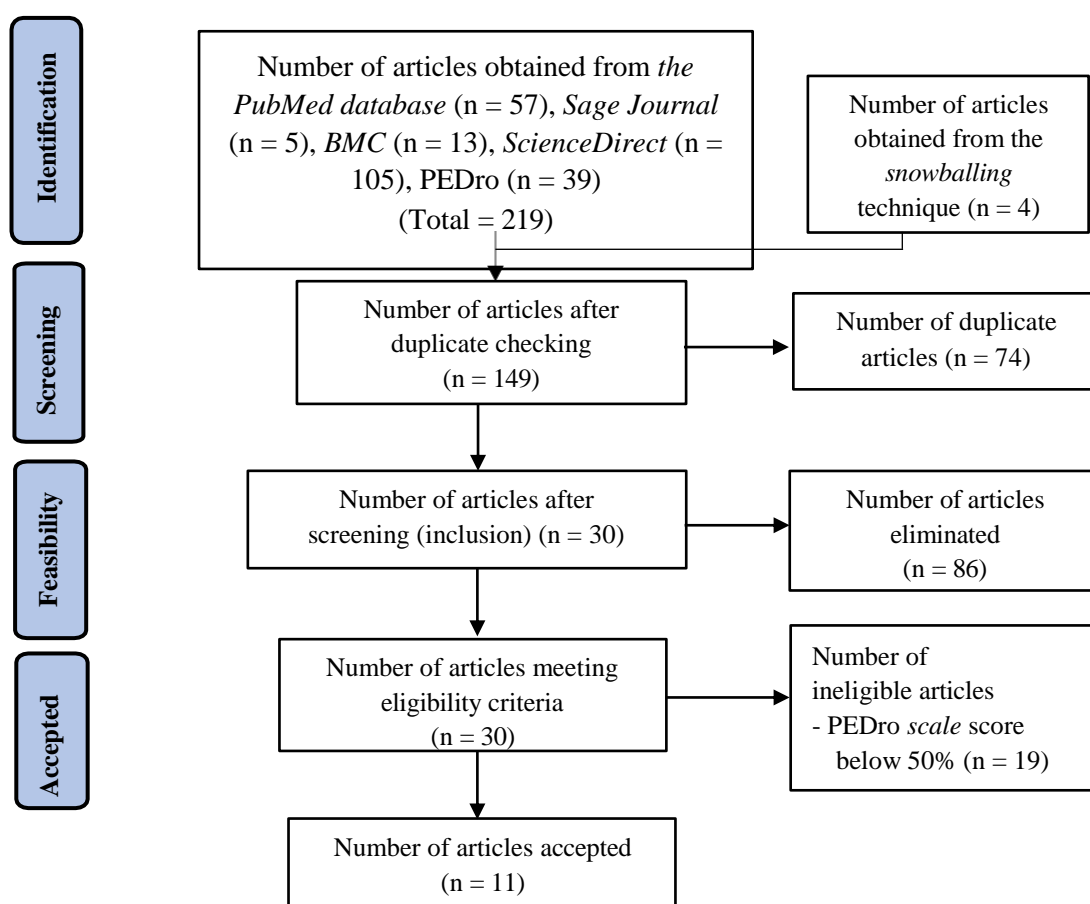 Identification
Number of articles obtained from the
PubMed database (n = 57), Sage Journal
(n = 5), BMC (n = 13), ScienceDirect (n =
105), PEDro (n = 39)
(Total = 219)
Number of articles
obtained from the
snowballing
technique (n = 4)
Screening
Number of articles after
duplicate checking
(n = 149)
Number of duplicate
articles (n = 74)
Feasibility
Number of articles after
screening (inclusion) (n = 30)
Number of articles
eliminated
(n = 86)
Accepted
Number of articles meeting
eligibility criteria
(n = 30)
Number of
ineligible articles
- PEDro scale score
below 50% (n = 19)
Number of articles accepted
(n = 11)